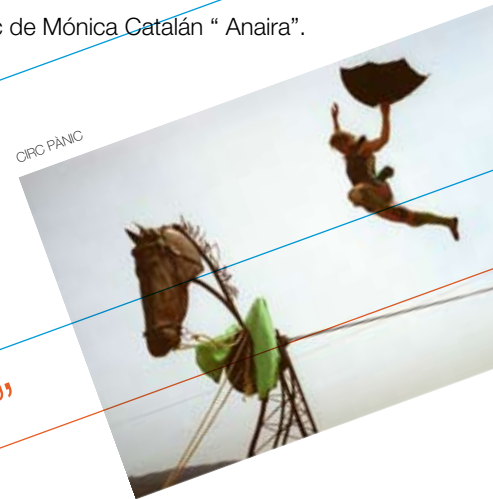 c de Mónica Catalán “ Anaira”.
CIRC PÀNIC
”